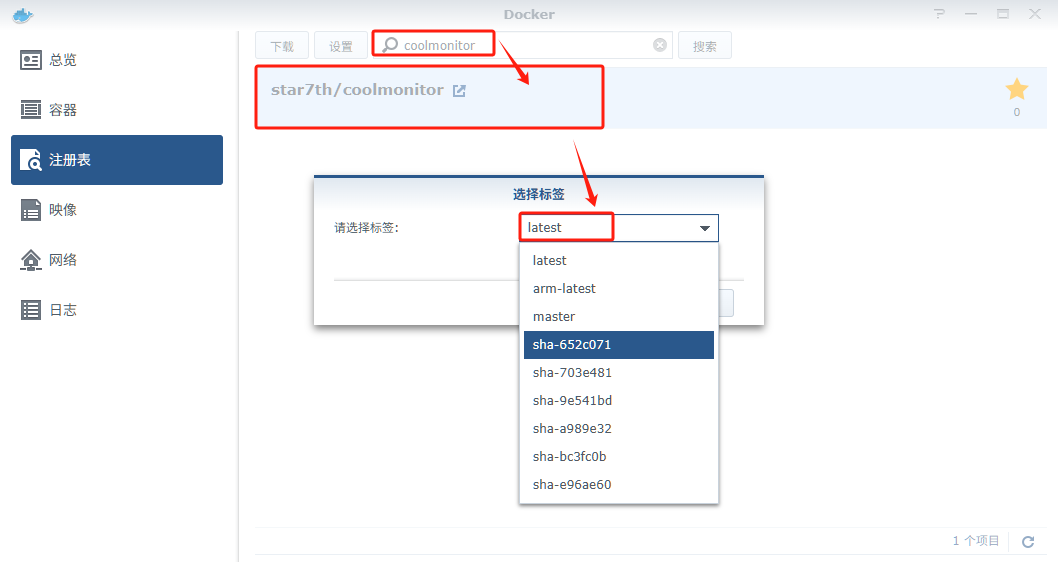 Docker
总览
容器
注册表
映像
网络
日志
下载 设置 coolmonitor 搜索
star7th/coolmonitor
0
选择标签
请选择标签: latest
latest
arm-latest
master
sha-652c071
sha-703e481
sha-9e541bd
sha-a989e32
sha-bc3fc0b
sha-e96ae60
1 个项目